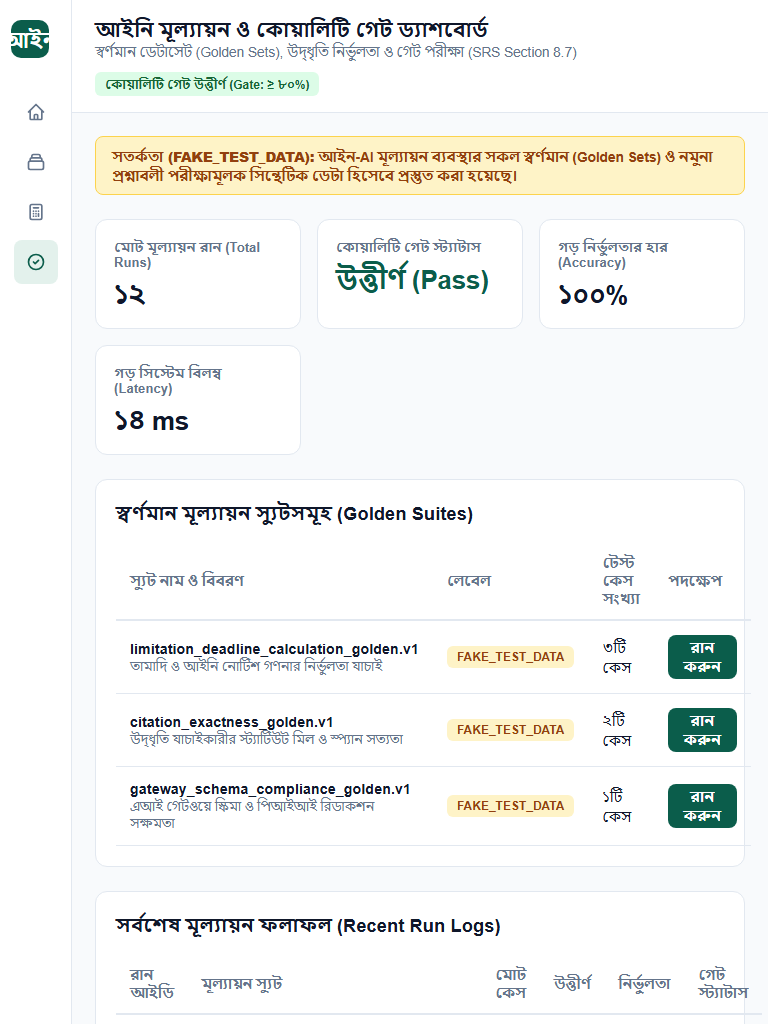 আইন
আইনি মূল্যায়ন ও কোয়ালিটি গেট ড্যাশবোর্ড
স্বর্ণমান ডেটাসেট (Golden Sets), উদ্ধৃতি নির্ভুলতা ও গেট পরীক্ষা (SRS Section 8.7)
কোয়ালিটি গেট উত্তীর্ণ (Gate: ≥ ৮০%)
সতর্কতা (FAKE_TEST_DATA): আইন-AI মূল্যায়ন ব্যবস্থার সকল স্বর্ণমান (Golden Sets) ও নমুনা
প্রশ্নাবলী পরীক্ষামূলক সিন্থেটিক ডেটা হিসেবে প্রস্তুত করা হয়েছে।
মোট মূল্যায়ন রান (Total
Runs)
১২
কোয়ালিটি গেট স্ট্যাটাস
উত্তীর্ণ (Pass)
গড় নির্ভুলতার হার
(Accuracy)
১০০%
গড় সিস্টেম বিলম্ব
(Latency)
১৪ ms
স্বর্ণমান মূল্যায়ন স্যুটসমূহ (Golden Suites)
স্যুট নাম ও বিবরণ
লেবেল
টেস্ট
কেস
সংখ্যা
পদক্ষেপ
limitation_deadline_calculation_golden.v1
তামাদি ও আইনি নোটিশ গণনার নির্ভুলতা যাচাই
FAKE_TEST_DATA
৩টি
কেস
রান
করুন
citation_exactness_golden.v1
উদ্ধৃতি যাচাইকারীর স্ট্যাটিউট মিল ও স্প্যান সত্যতা
FAKE_TEST_DATA
২টি
কেস
রান
করুন
gateway_schema_compliance_golden.v1
এআই গেটওয়ে স্কিমা ও পিআইআই রিডাকশন
সক্ষমতা
FAKE_TEST_DATA
১টি
কেস
রান
করুন
সর্বশেষ মূল্যায়ন ফলাফল (Recent Run Logs)
রান
আইডি
মূল্যায়ন স্যুট
মোট
কেস
উত্তীর্ণ
নির্ভুলতা
গেট
স্ট্যাটাস